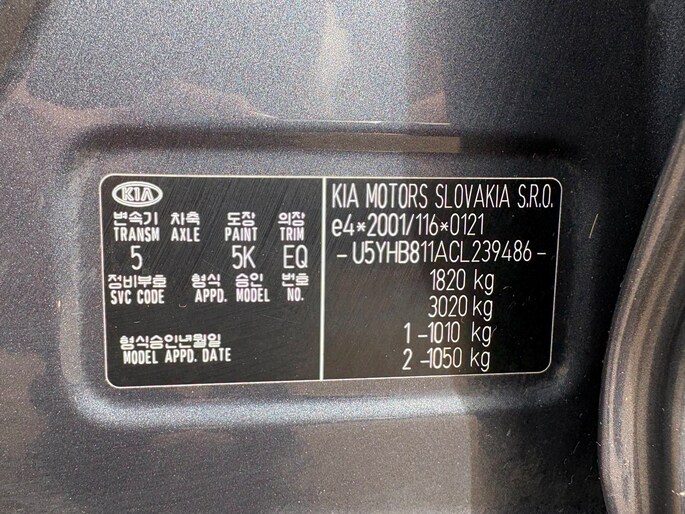 KIA
변속기 차축 도장 의장
TRANSM AXLE PAINT TRIM
5 5K EQ
정비부호 형식 승인 번호
SVC CODE APPD. MODEL NO.
형식승인년월일
MODEL APPD. DATE
KIA MOTORS SLOVAKIA S.R.O.
e4*2001/116*0121
-U5YHB811ACL239486-
1820 kg
3020 kg
1-1010 kg
2-1050 kg